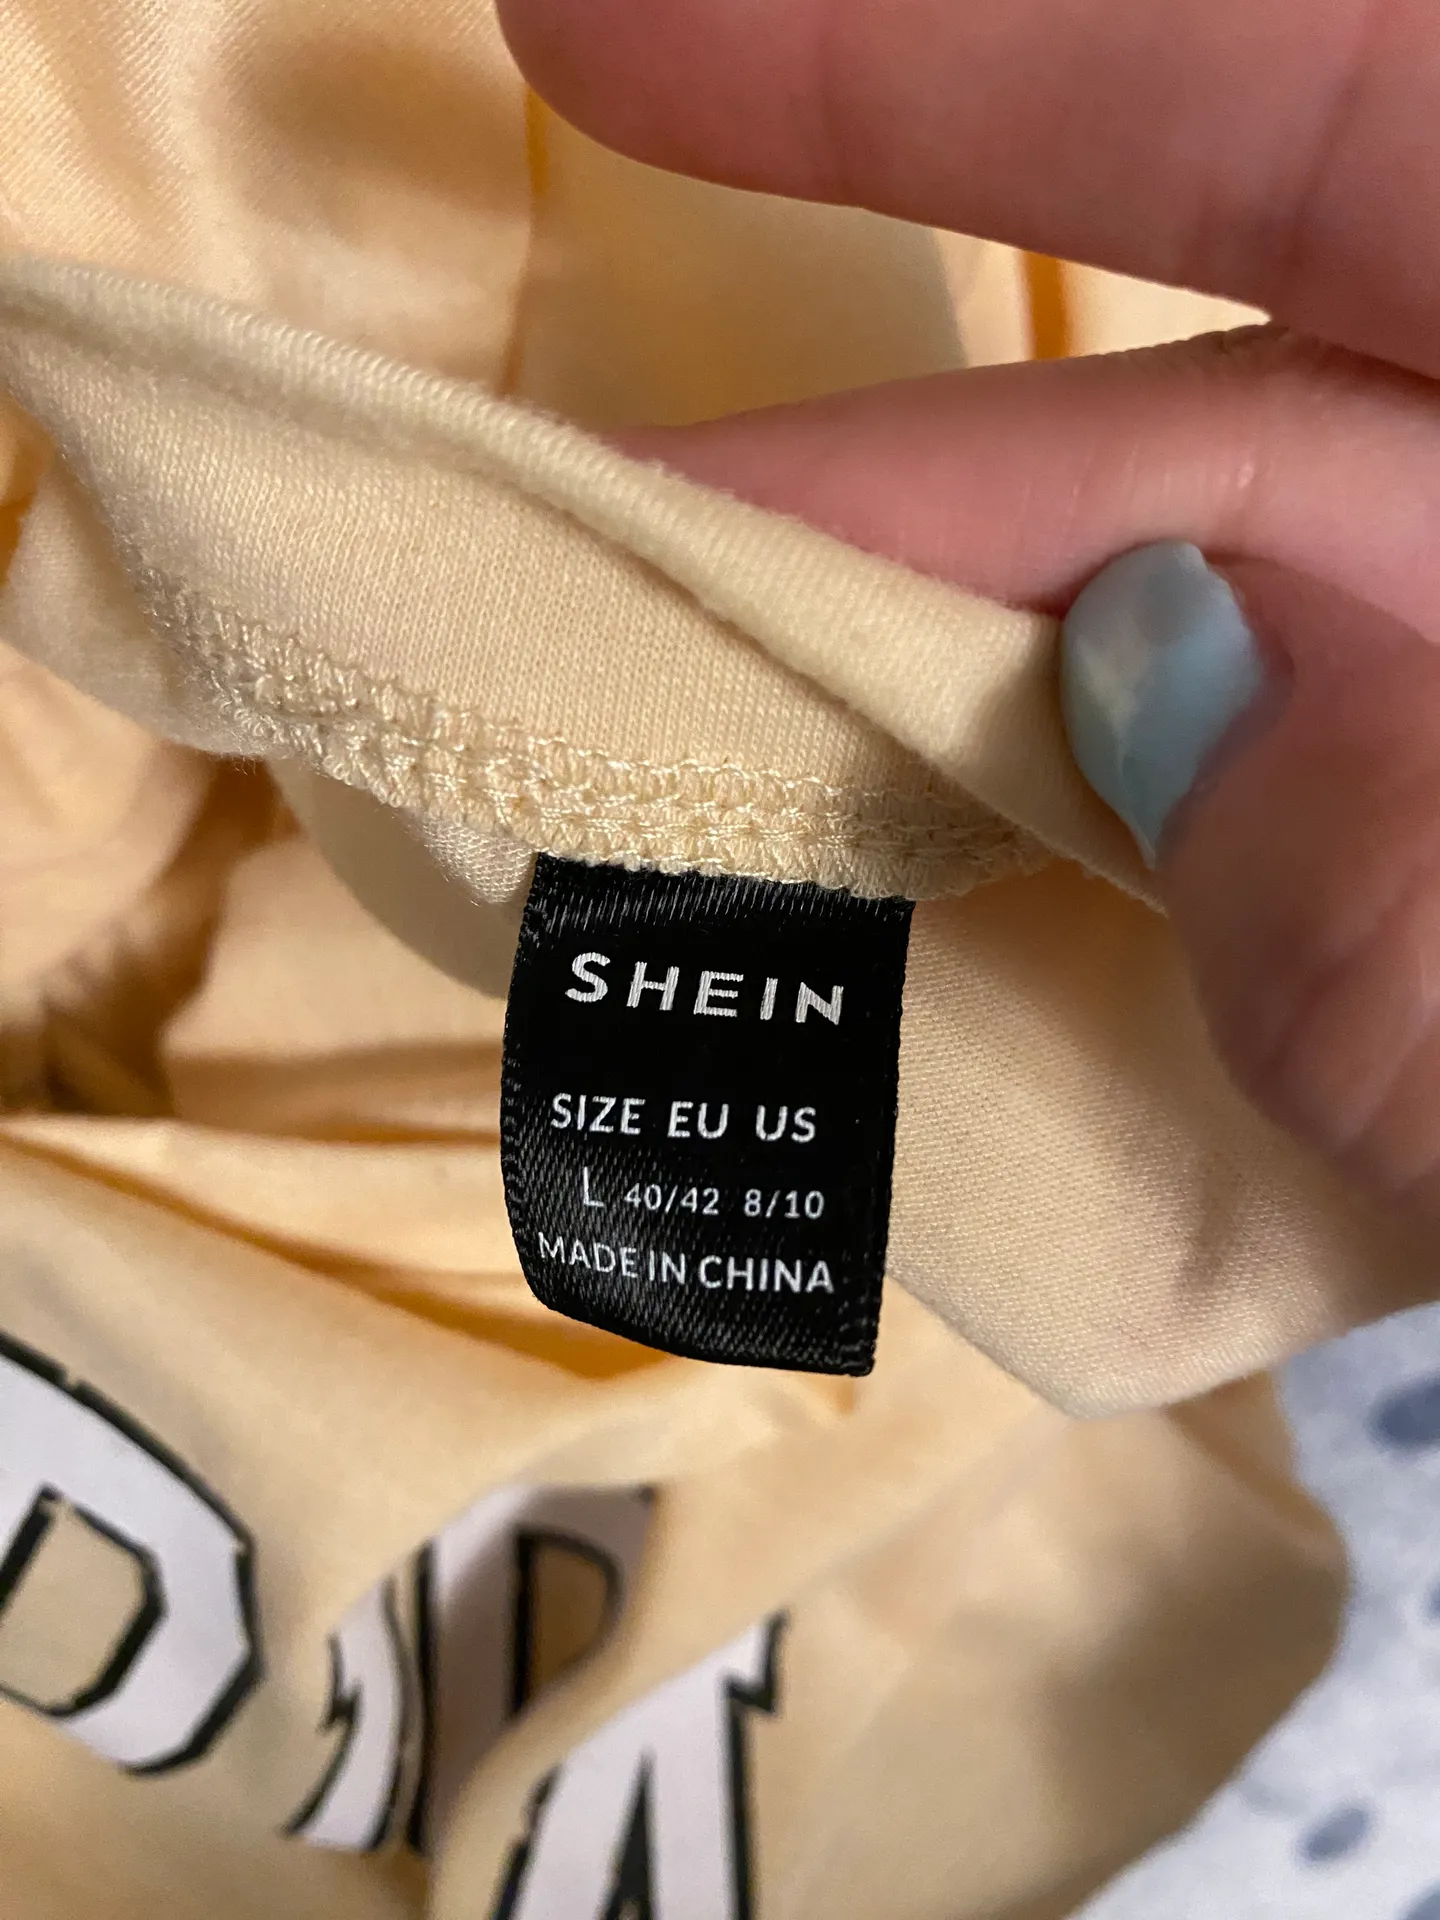 SHEIN
SIZE EU US
L 40/42 8/10
MADE IN CHINA